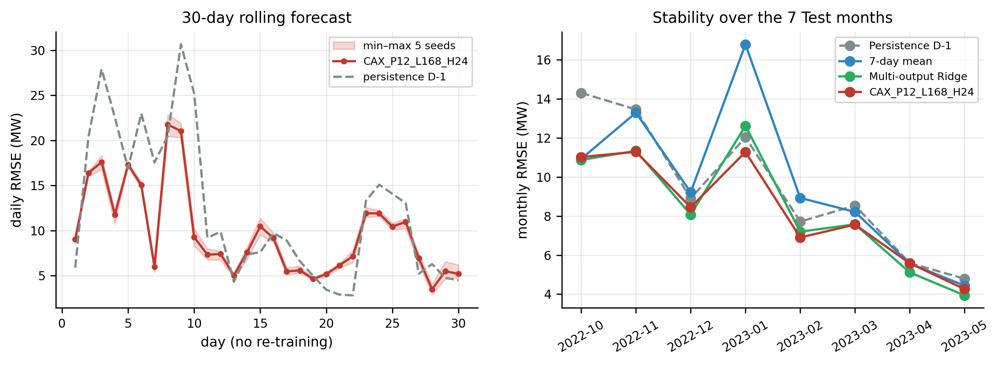 30-day rolling forecast
daily RMSE (MW)
30
25
20
15
10
5
0
5
10
15
20
25
30
day (no re-training)
min–max 5 seeds
CAX_P12_L168_H24
persistence D-1
Stability over the 7 Test months
monthly RMSE (MW)
16
14
12
10
8
6
4
2022-10
2022-11
2022-12
2023-01
2023-02
2023-03
2023-04
2023-05
Persistence D-1
7-day mean
Multi-output Ridge
CAX_P12_L168_H24